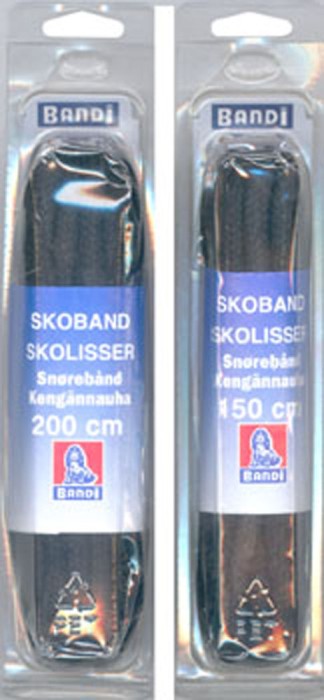 BANDI
SKOBAND
SKOLISSER
Snørebånd
Kengännauha
200 cm
BANDI
BANDI
SKOBAND
SKOLISSER
Snørebånd
Kengännauha
150 cm
BANDI